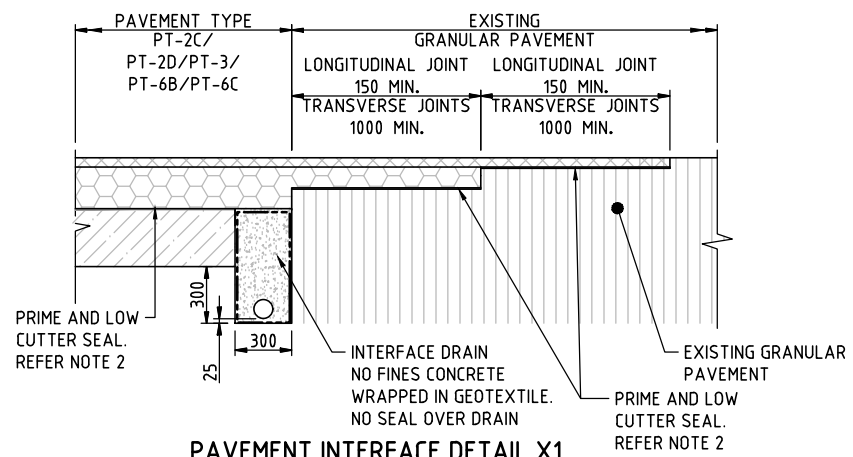 PAVEMENT TYPE
PT-2C/
PT-2D/PT-3/
PT-6B/PT-6C
EXISTING
GRANULAR PAVEMENT
LONGITUDINAL JOINT
150 MIN.
TRANSVERSE JOINTS
1000 MIN.
LONGITUDINAL JOINT
150 MIN.
TRANSVERSE JOINTS
1000 MIN.
PRIME AND LOW
CUTTER SEAL.
REFER NOTE 2
300
25
300
INTERFACE DRAIN
NO FINES CONCRETE
WRAPPED IN GEOTEXTILE.
NO SEAL OVER DRAIN
PRIME AND LOW
CUTTER SEAL.
REFER NOTE 2
EXISTING GRANULAR
PAVEMENT
PAVEMENT INTERFACE DETAIL X1